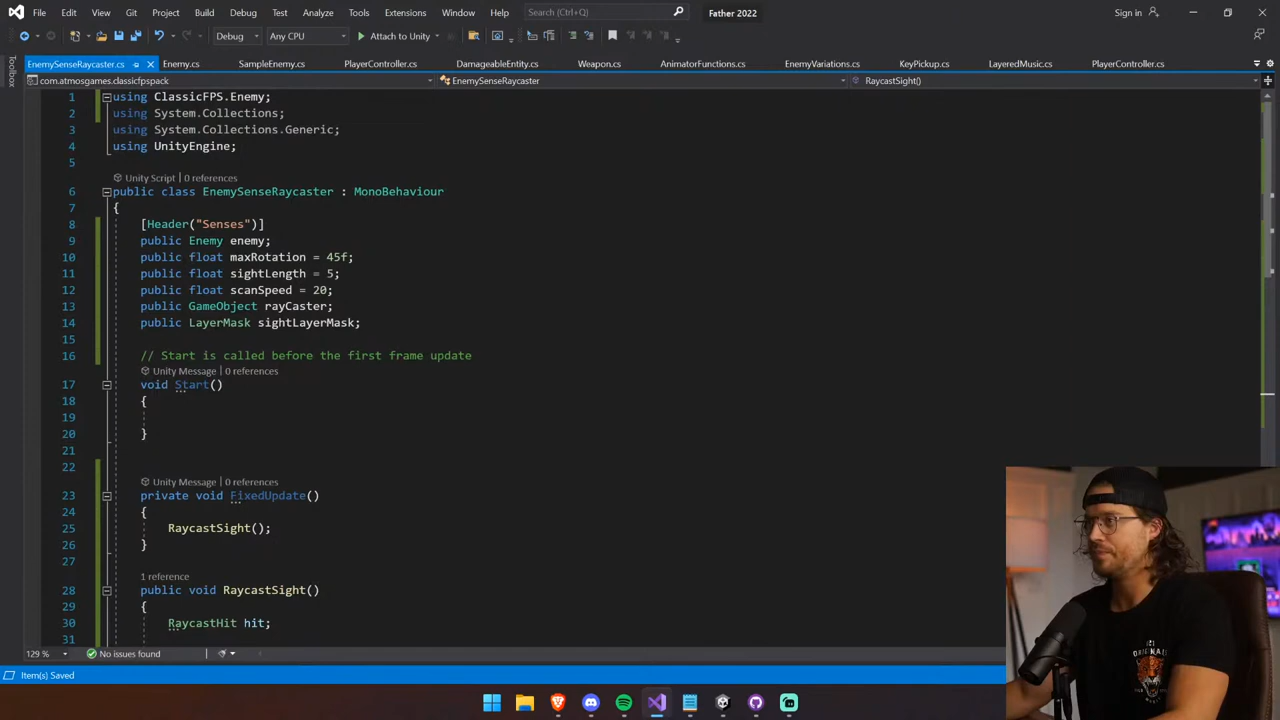 File Edit View Git Project Build Debug Test Analyze Tools Extensions Window Help Search (Ctrl+Q) Father 2022 Sign in
Debug Any CPU Attach to Unity
Toolbox
EnemySenseRaycaster.cs Enemy.cs SampleEnemy.cs PlayerController.cs DamageableEntity.cs Weapon.cs AnimatorFunctions.cs EnemyVariations.cs KeyPickup.cs LayeredMusic.cs PlayerController.cs
com.atmosgames.classicfpspack EnemySenseRaycaster RaycastSight()
1 using ClassicFPS.Enemy;
2 using System.Collections;
3 using System.Collections.Generic;
4 using UnityEngine;
5
Unity Script | 0 references
6 public class EnemySenseRaycaster : MonoBehaviour
7 {
8 [Header("Senses")]
9 public Enemy enemy;
10 public float maxRotation = 45f;
11 public float sightLength = 5;
12 public float scanSpeed = 20;
13 public GameObject rayCaster;
14 public LayerMask sightLayerMask;
15
16 // Start is called before the first frame update
Unity Message | 0 references
17 void Start()
18 {
19
20 }
21
22
Unity Message | 0 references
23 private void FixedUpdate()
24 {
25 RaycastSight();
26 }
27
1 reference
28 public void RaycastSight()
29 {
30 RaycastHit hit;
31
129 % No issues found
Item(s) Saved